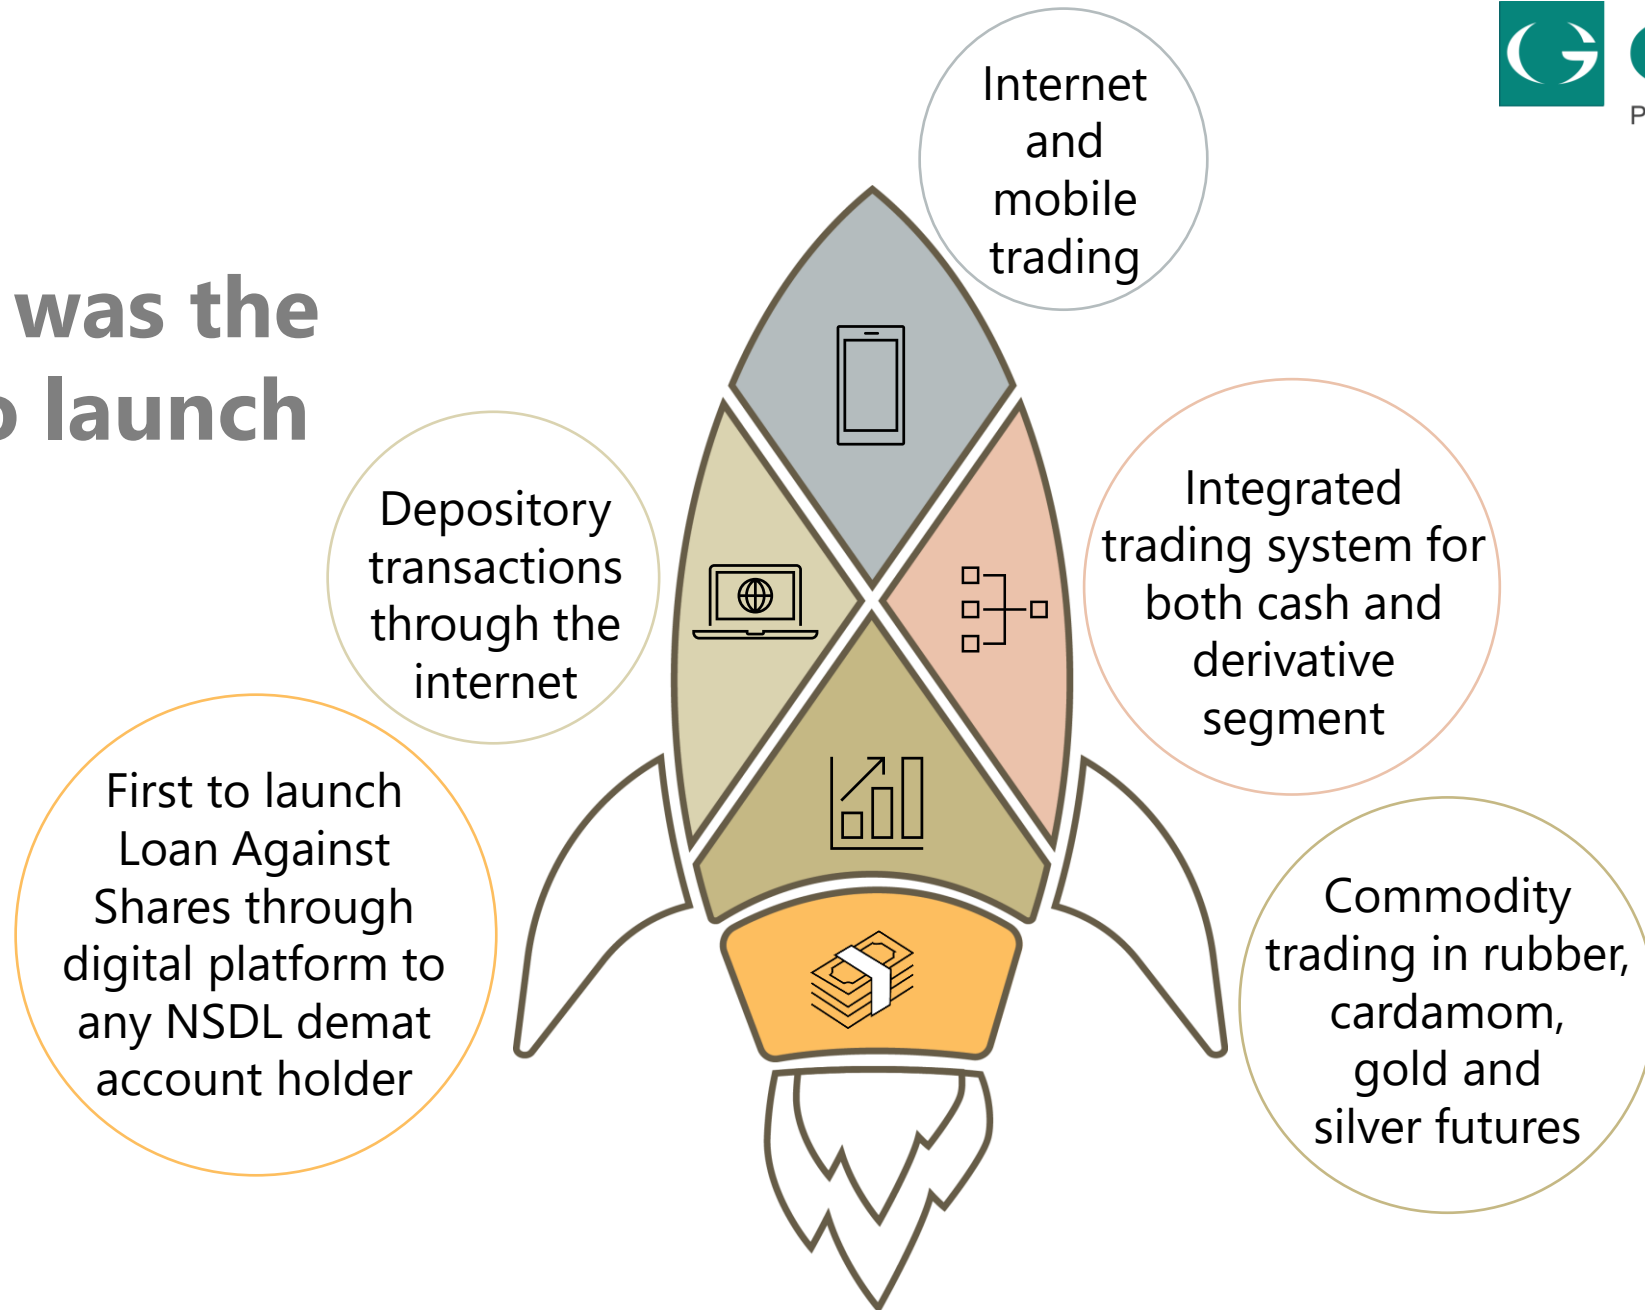 was the
launch
Internet
and
mobile
trading
Depository
transactions
through the
internet
Integrated
trading system for
both cash and
derivative
segment
First to launch
Loan Against
Shares through
digital platform to
any NSDL demat
account holder
Commodity
trading in rubber,
cardamom,
gold and
silver futures